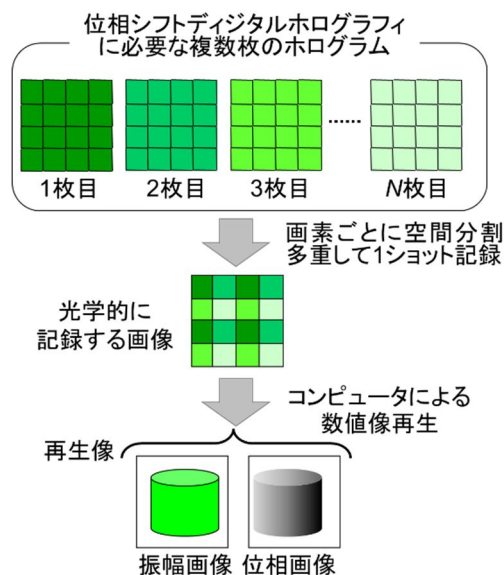 位相シフトディジタルホログラフィ
に必要な複数枚のホログラム
......
1枚目
2枚目
3枚目
N枚目
画素ごとに空間分割
多重して1ショット記録
光学的に
記録する画像
コンピュータによる
数値像再生
再生像
振幅画像
位相画像